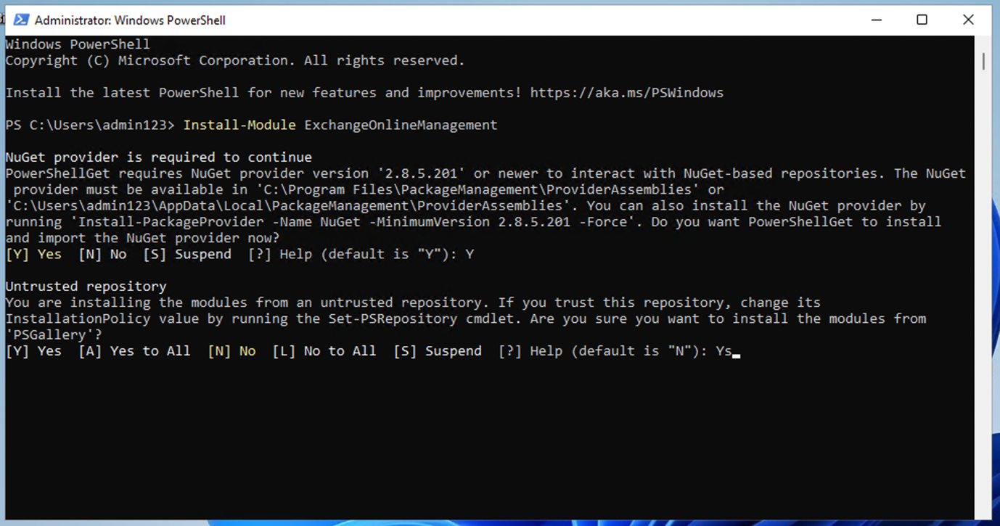 Administrator: Windows PowerShell
Windows PowerShell
Copyright (C) Microsoft Corporation. All rights reserved.
Install the latest PowerShell for new features and improvements! https://aka.ms/PSWindows
PS C:\Users\admin123> Install-Module ExchangeOnlineManagement
NuGet provider is required to continue
PowerShellGet requires NuGet provider version '2.8.5.201' or newer to interact with NuGet-based repositories. The NuGet
provider must be available in 'C:\Program Files\PackageManagement\ProviderAssemblies' or
'C:\Users\admin123\AppData\Local\PackageManagement\ProviderAssemblies'. You can also install the NuGet provider by
running 'Install-PackageProvider -Name NuGet -MinimumVersion 2.8.5.201 -Force'. Do you want PowerShellGet to install
and import the NuGet provider now?
[Y] Yes  [N] No  [S] Suspend  [?] Help (default is "Y"): Y
Untrusted repository
You are installing the modules from an untrusted repository. If you trust this repository, change its
InstallationPolicy value by running the Set-PSRepository cmdlet. Are you sure you want to install the modules from
'PSGallery'?
[Y] Yes  [A] Yes to All  [N] No  [L] No to All  [S] Suspend  [?] Help (default is "N"): Ys